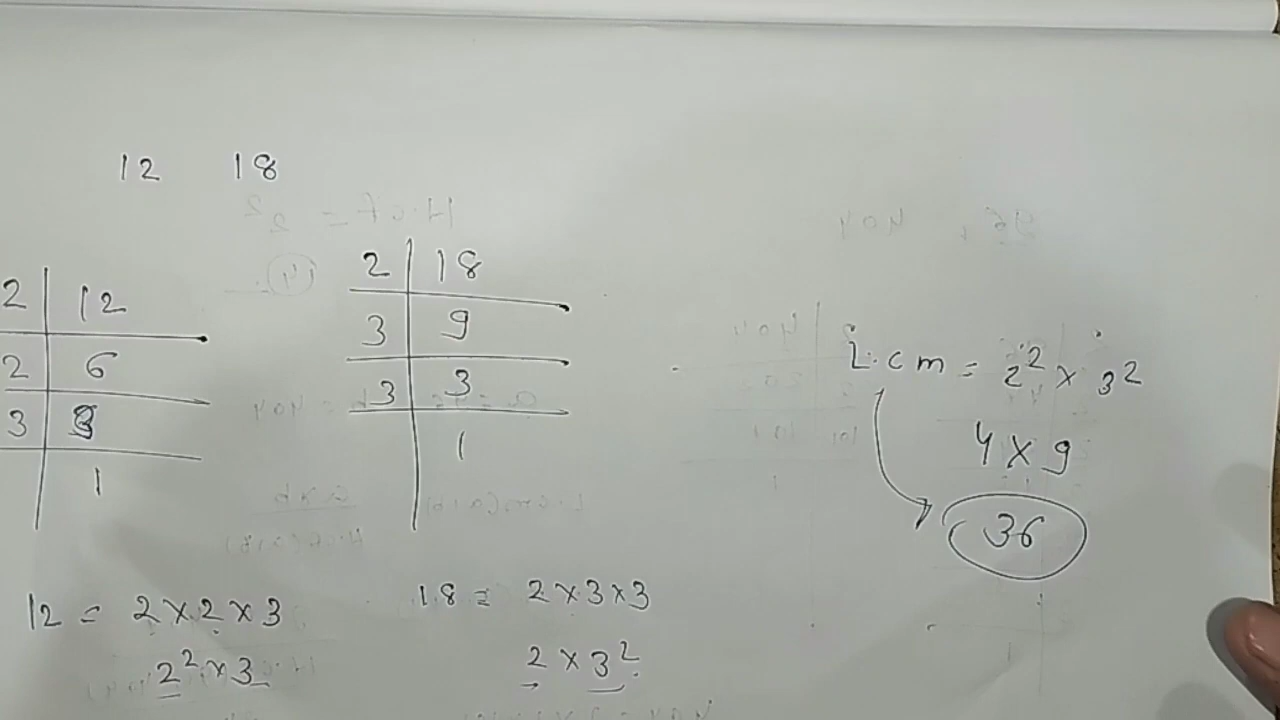 12 18
2 | 12
2 | 6
3 | 3
1
2 | 18
3 | 9
3 | 3
1
12 = 2 × 2 × 3
2² × 3
18 = 2 × 3 × 3
2 × 3²
L.cm = 2² × 3²
4 × 9
36